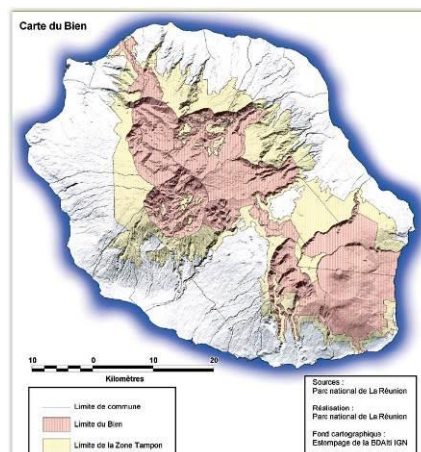 Carte du Bien
10 0 10 20
Kilomètres
Limite de commune
Limite du Bien
Limite de la Zone Tampon
Sources :
Parc national de La Réunion
Réalisation :
Parc national de La Réunion
Fond cartographique :
Estompage de la BDAlti IGN